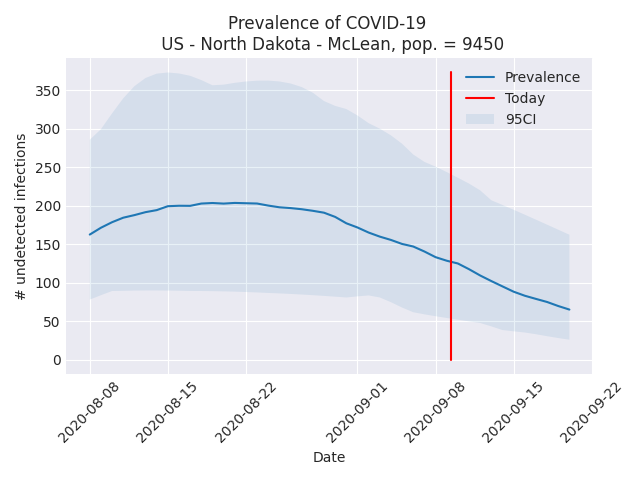 Prevalence of COVID-19
US - North Dakota - McLean, pop. = 9450
Prevalence
Today
95CI
# undetected infections
350
300
250
200
150
100
50
0
2020-08-08
2020-08-15
2020-08-22
2020-09-01
2020-09-08
2020-09-15
2020-09-22
Date